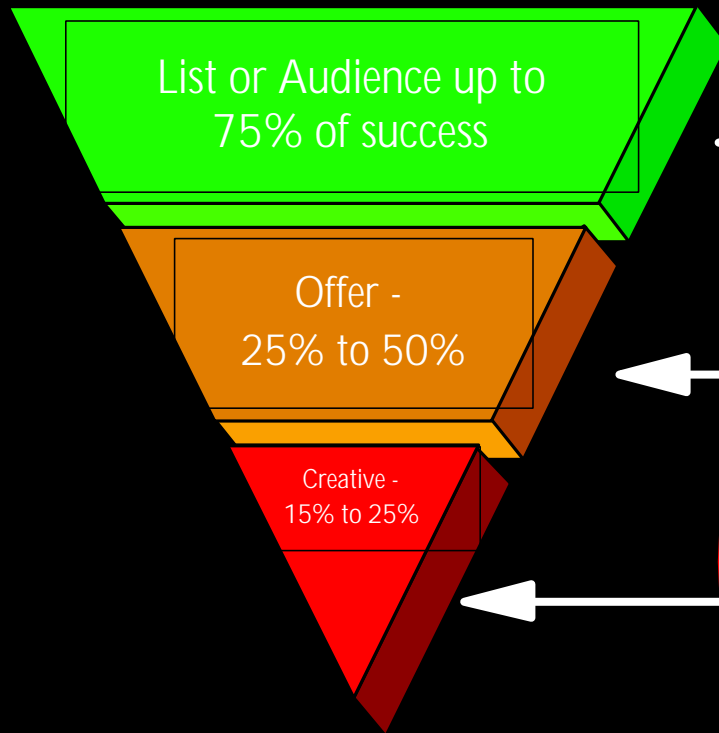 List or Audience up to
75% of success
Offer -
25% to 50%
Creative -
15% to 25%